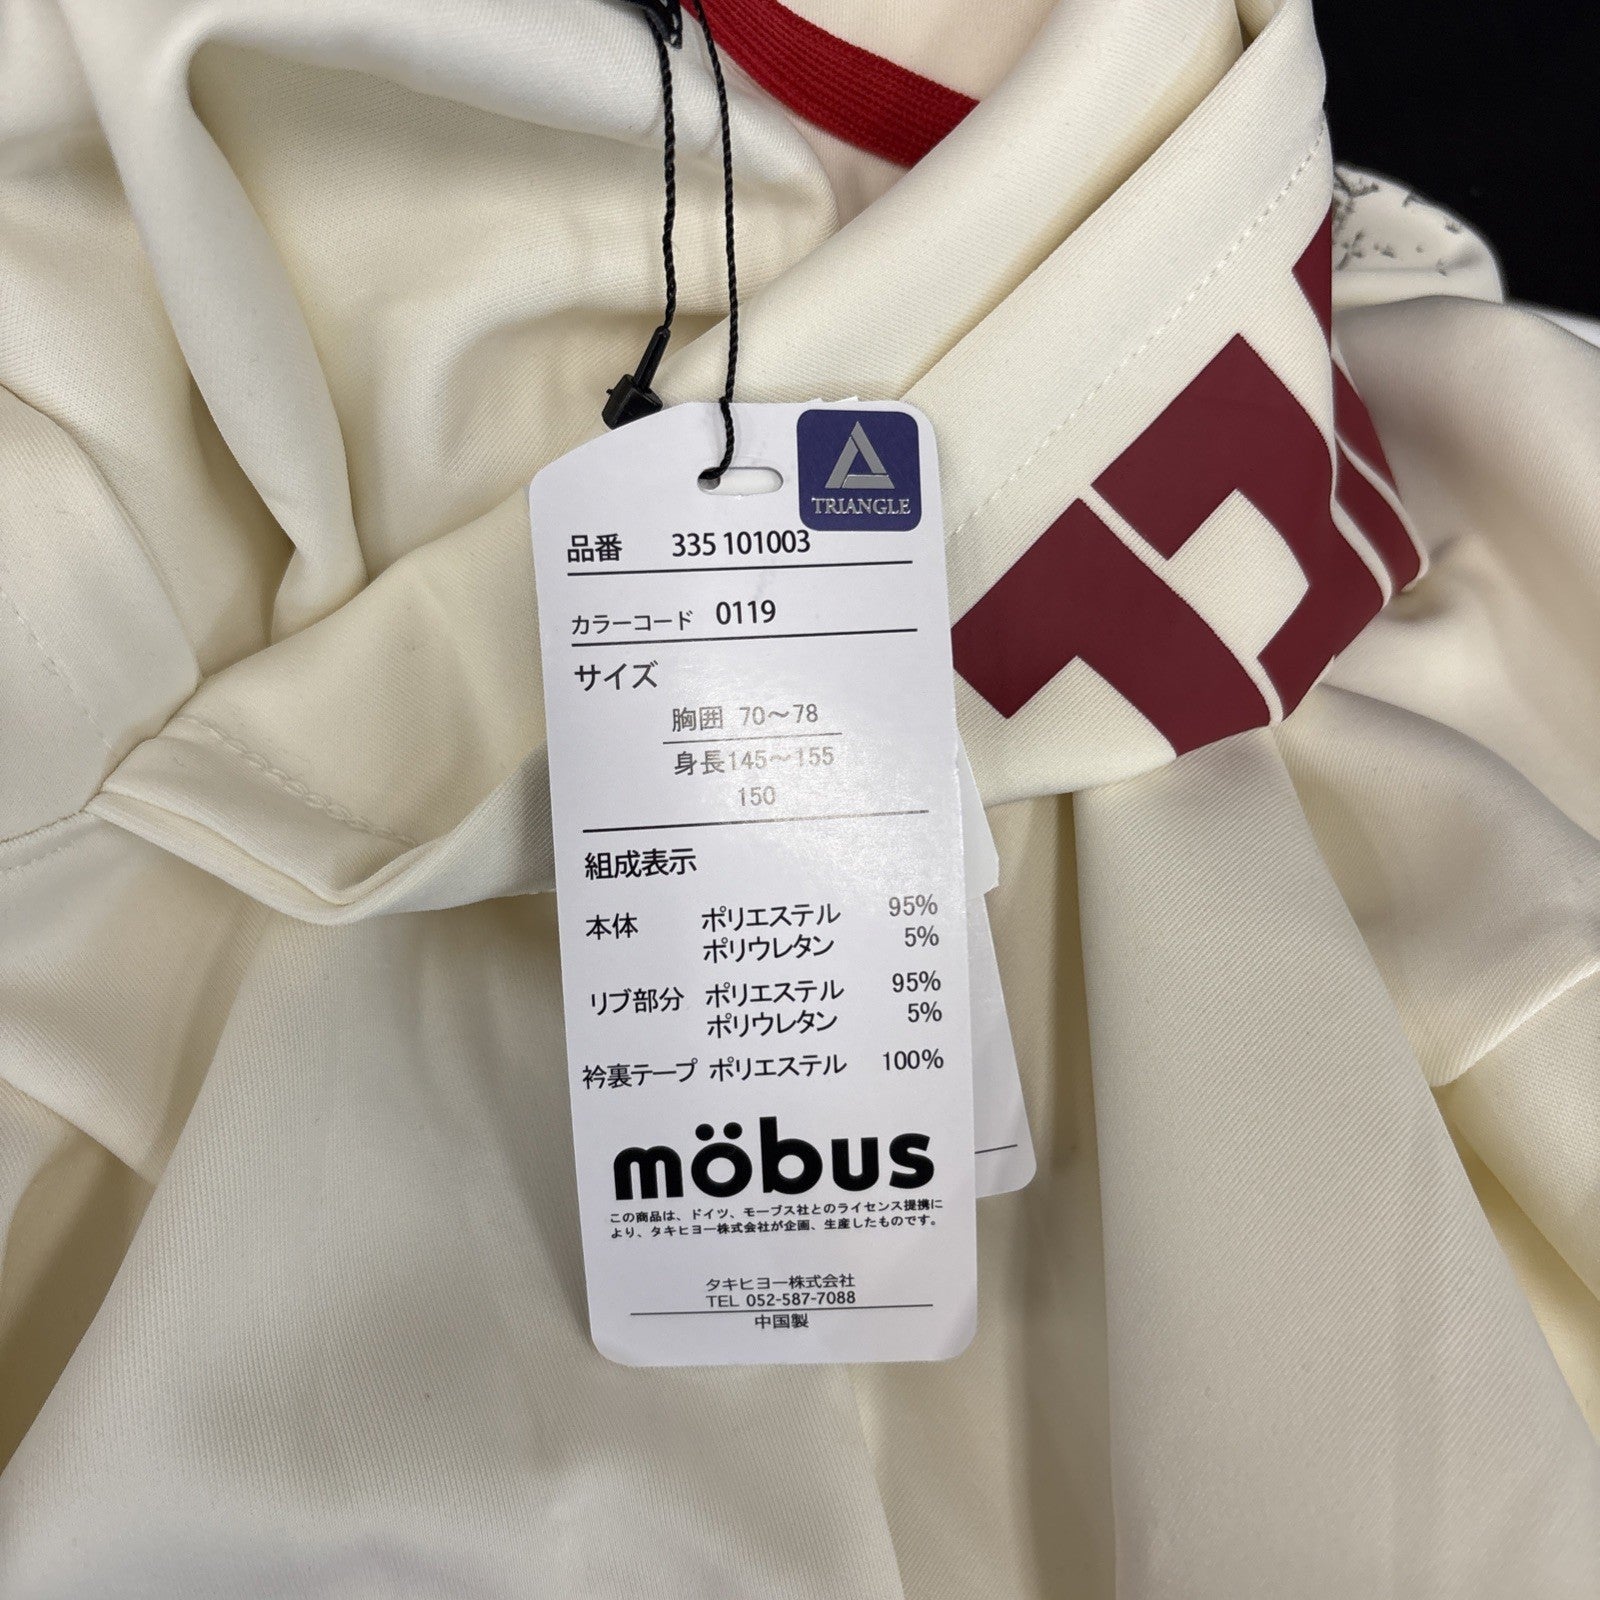 TRIANGLE
品番 335 101003
カラーコード 0119
サイズ
胸囲 70～78
身長145～155
150
組成表示
本体 ポリエステル 95%
ポリウレタン 5%
リブ部分 ポリエステル 95%
ポリウレタン 5%
衿裏テープ ポリエステル 100%
möbus
この商品は、ドイツ、モーブス社とのライセンス提携に
より、タキヒヨー株式会社が企画、生産したものです。
タキヒヨー株式会社
TEL 052-587-7088
中国製